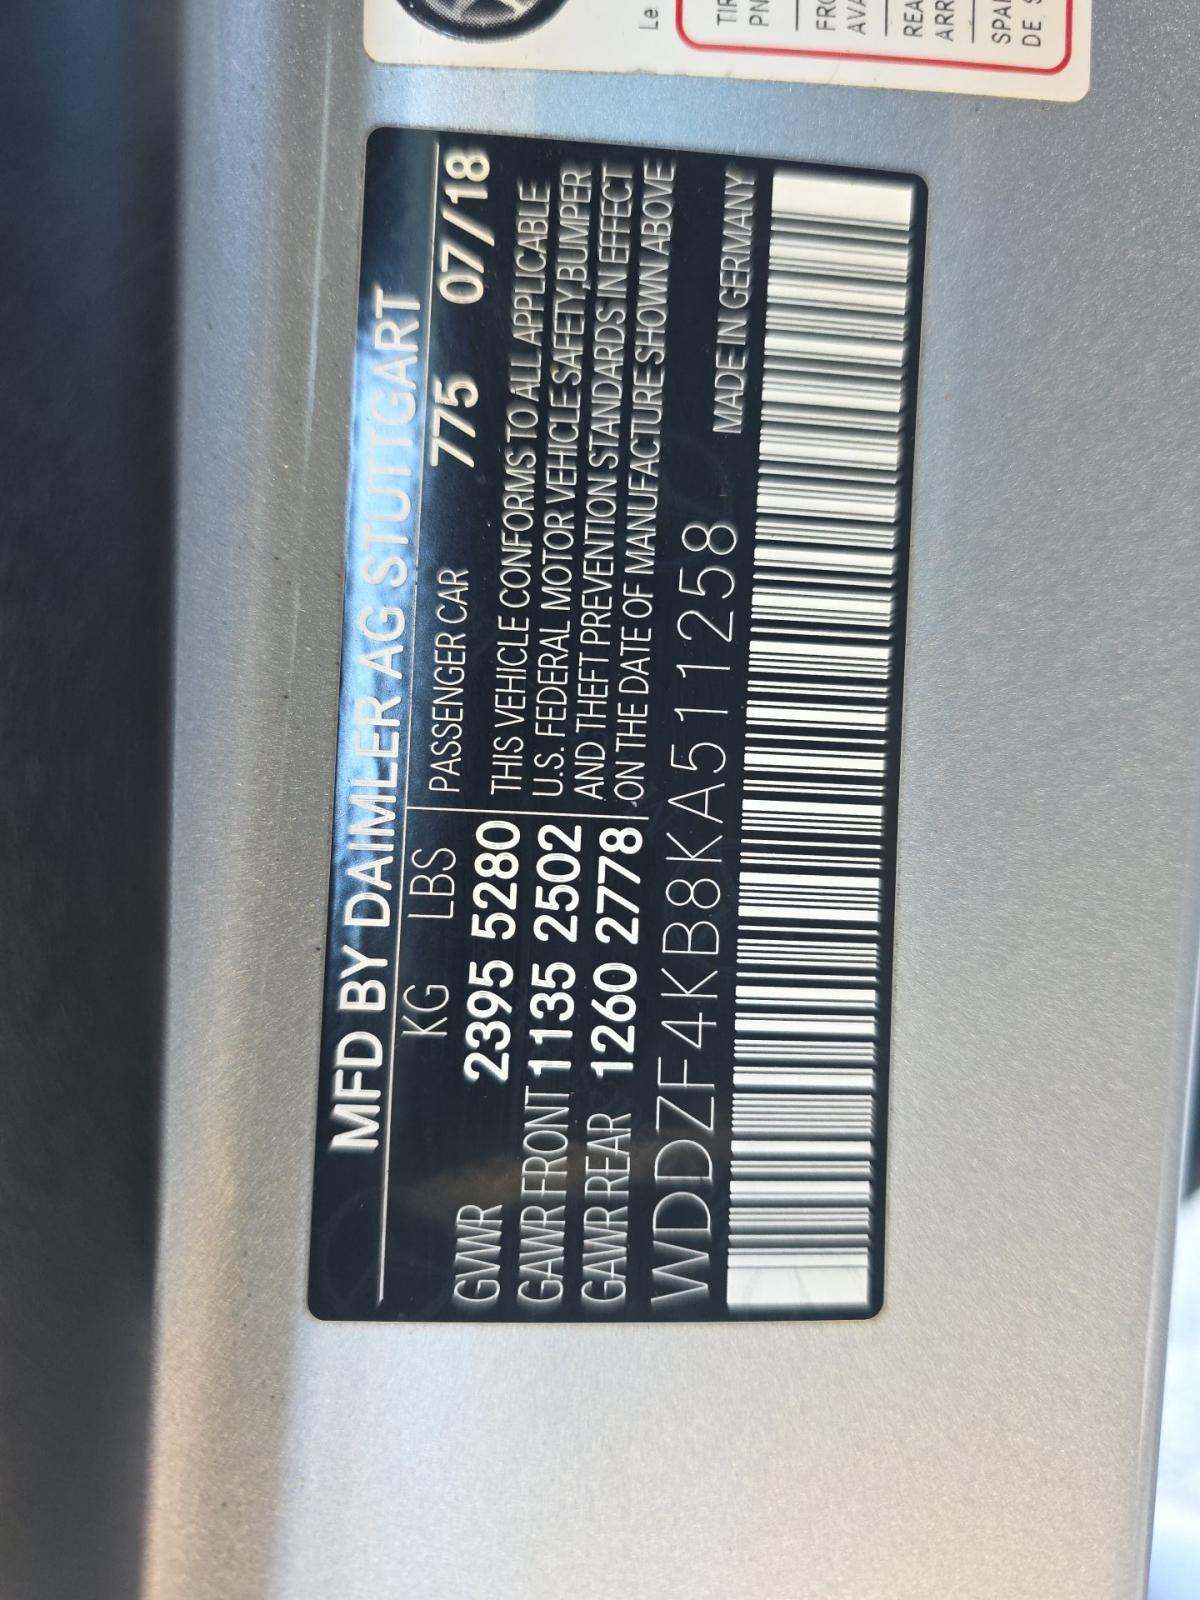 MFD BY DAIMLER AG STUTTGART
KG LBS PASSENGER CAR 775 07/18
GVWR 2395 5280 THIS VEHICLE CONFORMS TO ALL APPLICABLE
GAWR FRONT 1135 2502 U.S. FEDERAL MOTOR VEHICLE SAFETY, BUMPER
GAWR REAR 1260 2778 AND THEFT PREVENTION STANDARDS IN EFFECT
ON THE DATE OF MANUFACTURE SHOWN ABOVE
WDDZF4KB8KA511258 MADE IN GERMANY
Le
DE